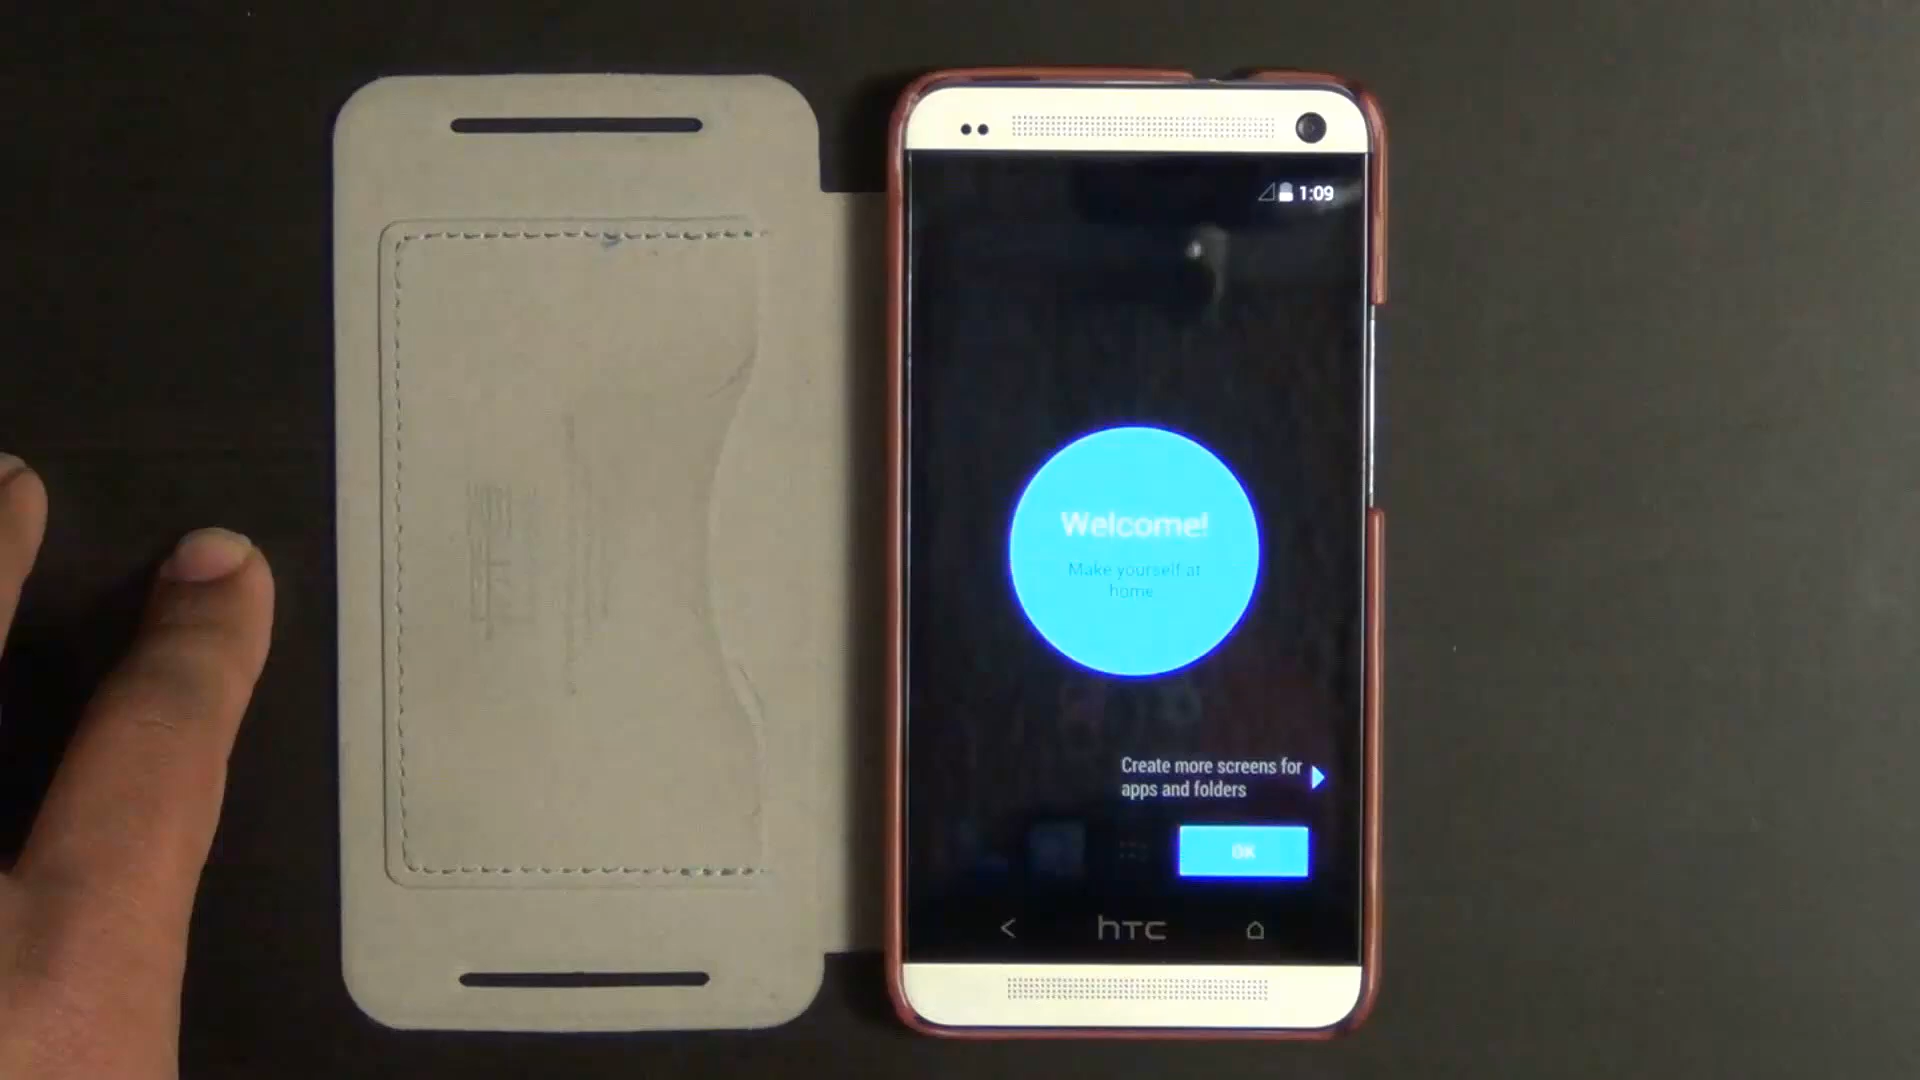 1:09
Welcome!
Make yourself at
home
Create more screens for
apps and folders
OK
hTC